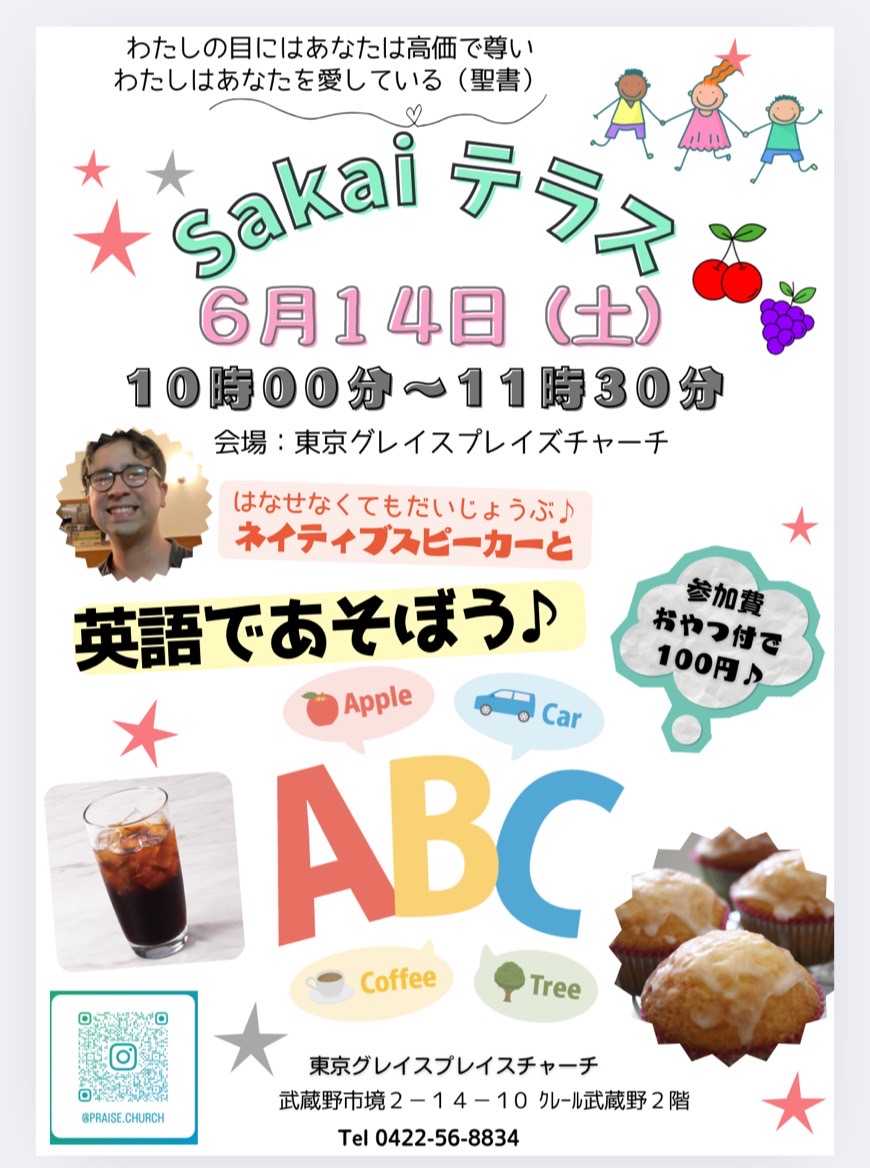 わたしの目にはあなたは高価で尊い
わたしはあなたを愛している（聖書）
Sakai テラス
６月１４日（土）
１０時００分～１１時３０分
会場：東京グレイスプレイズチャーチ
はなせなくてもだいじょうぶ♪
ネイティブスピーカーと
英語であそぼう♪
参加費
おやつ付で
100円♪
Apple
Car
ABC
Coffee
Tree
@PRAISE.CHURCH
東京グレイスプレイスチャーチ
武蔵野市境２－１４－１０ ｸﾚｰﾙ武蔵野２階
Tel 0422-56-8834